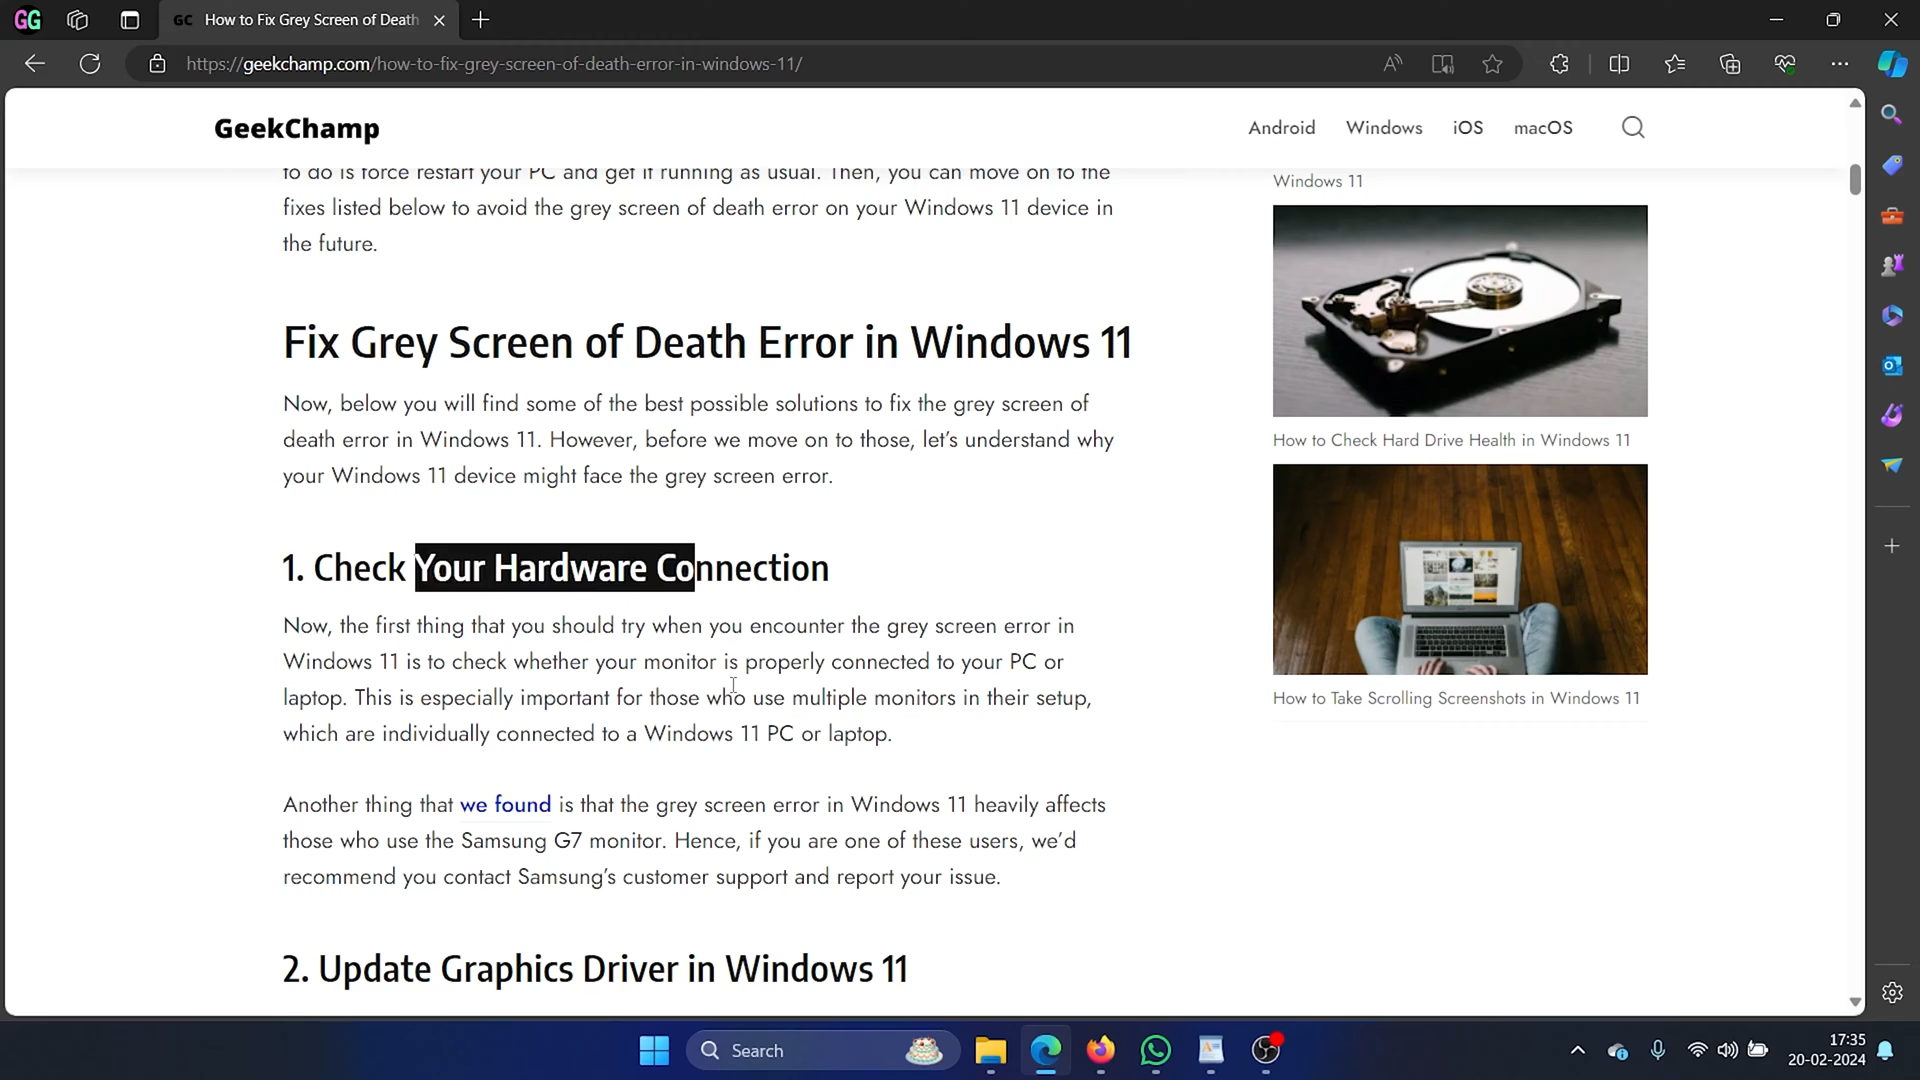 GG
GC How to Fix Grey Screen of Death
https://geekchamp.com/how-to-fix-grey-screen-of-death-error-in-windows-11/
GeekChamp
Android Windows iOS macOS
to do is force restart your PC and get it running as usual. Then, you can move on to the
fixes listed below to avoid the grey screen of death error on your Windows 11 device in
the future.
Fix Grey Screen of Death Error in Windows 11
Now, below you will find some of the best possible solutions to fix the grey screen of
death error in Windows 11. However, before we move on to those, let's understand why
your Windows 11 device might face the grey screen error.
1. Check Your Hardware Connection
Now, the first thing that you should try when you encounter the grey screen error in
Windows 11 is to check whether your monitor is properly connected to your PC or
laptop. This is especially important for those who use multiple monitors in their setup,
which are individually connected to a Windows 11 PC or laptop.
Another thing that we found is that the grey screen error in Windows 11 heavily affects
those who use the Samsung G7 monitor. Hence, if you are one of these users, we'd
recommend you contact Samsung's customer support and report your issue.
2. Update Graphics Driver in Windows 11
Windows 11
How to Check Hard Drive Health in Windows 11
How to Take Scrolling Screenshots in Windows 11
Search
17:35
20-02-2024